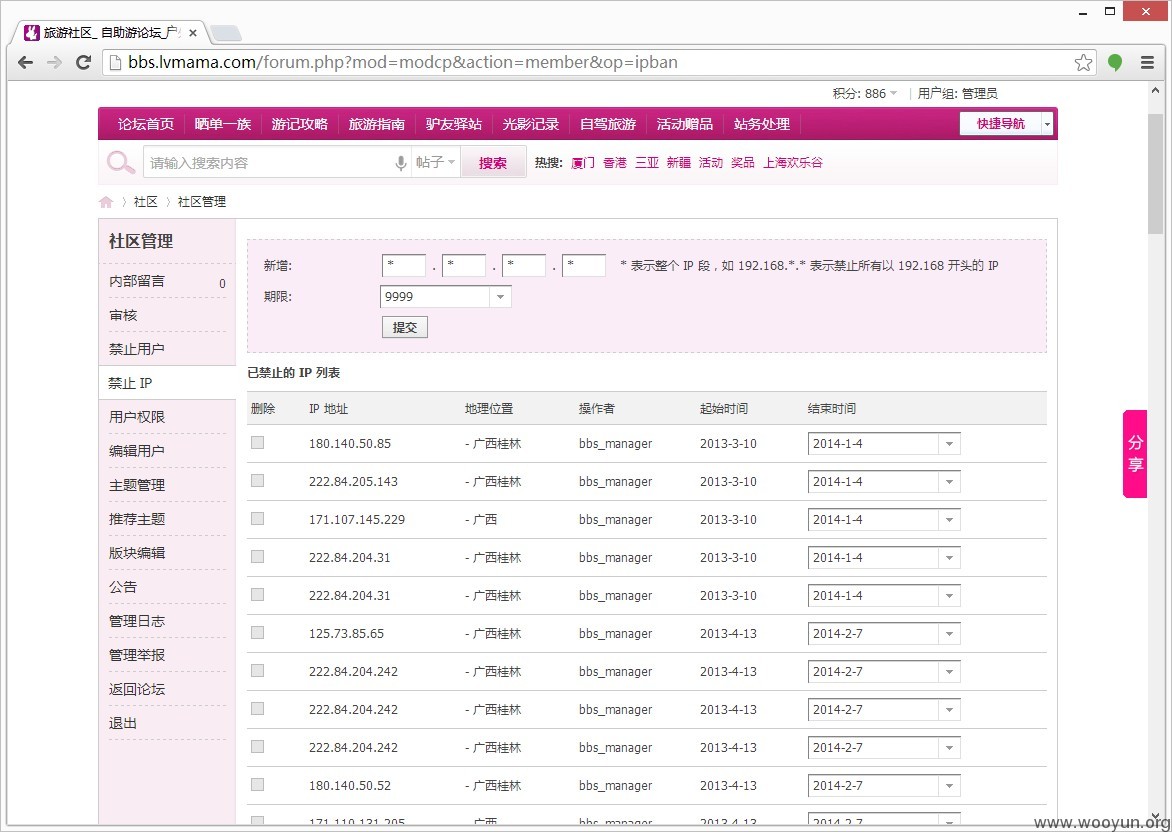 旅游社区_ 自助游论坛_户
bbs.lvmama.com/forum.php?mod=modcp&action=member&op=ipban
积分: 886 | 用户组: 管理员
论坛首页 晒单一族 游记攻略 旅游指南 驴友驿站 光影记录 自驾旅游 活动赠品 站务处理 快捷导航
请输入搜索内容 帖子 搜索 热搜: 厦门 香港 三亚 新疆 活动 奖品 上海欢乐谷
社区 社区管理
社区管理
内部留言 0
审核
禁止用户
禁止 IP
用户权限
编辑用户
主题管理
推荐主题
版块编辑
公告
管理日志
管理举报
返回论坛
退出
新增: * . * . * . * * 表示整个 IP 段，如 192.168.*.* 表示禁止所有以 192.168 开头的 IP
期限: 9999
提交
已禁止的 IP 列表
删除 IP 地址 地理位置 操作者 起始时间 结束时间
180.140.50.85 - 广西桂林 bbs_manager 2013-3-10 2014-1-4
222.84.205.143 - 广西桂林 bbs_manager 2013-3-10 2014-1-4
171.107.145.229 - 广西 bbs_manager 2013-3-10 2014-1-4
222.84.204.31 - 广西桂林 bbs_manager 2013-3-10 2014-1-4
222.84.204.31 - 广西桂林 bbs_manager 2013-3-10 2014-1-4
125.73.85.65 - 广西桂林 bbs_manager 2013-4-13 2014-2-7
222.84.204.242 - 广西桂林 bbs_manager 2013-4-13 2014-2-7
222.84.204.242 - 广西桂林 bbs_manager 2013-4-13 2014-2-7
222.84.204.242 - 广西桂林 bbs_manager 2013-4-13 2014-2-7
180.140.50.52 - 广西桂林 bbs_manager 2013-4-13 2014-2-7
171.110.131.205 - 广西 bbs_manager 2013-4-13 2014-2-7
分享
www.wooyun.org